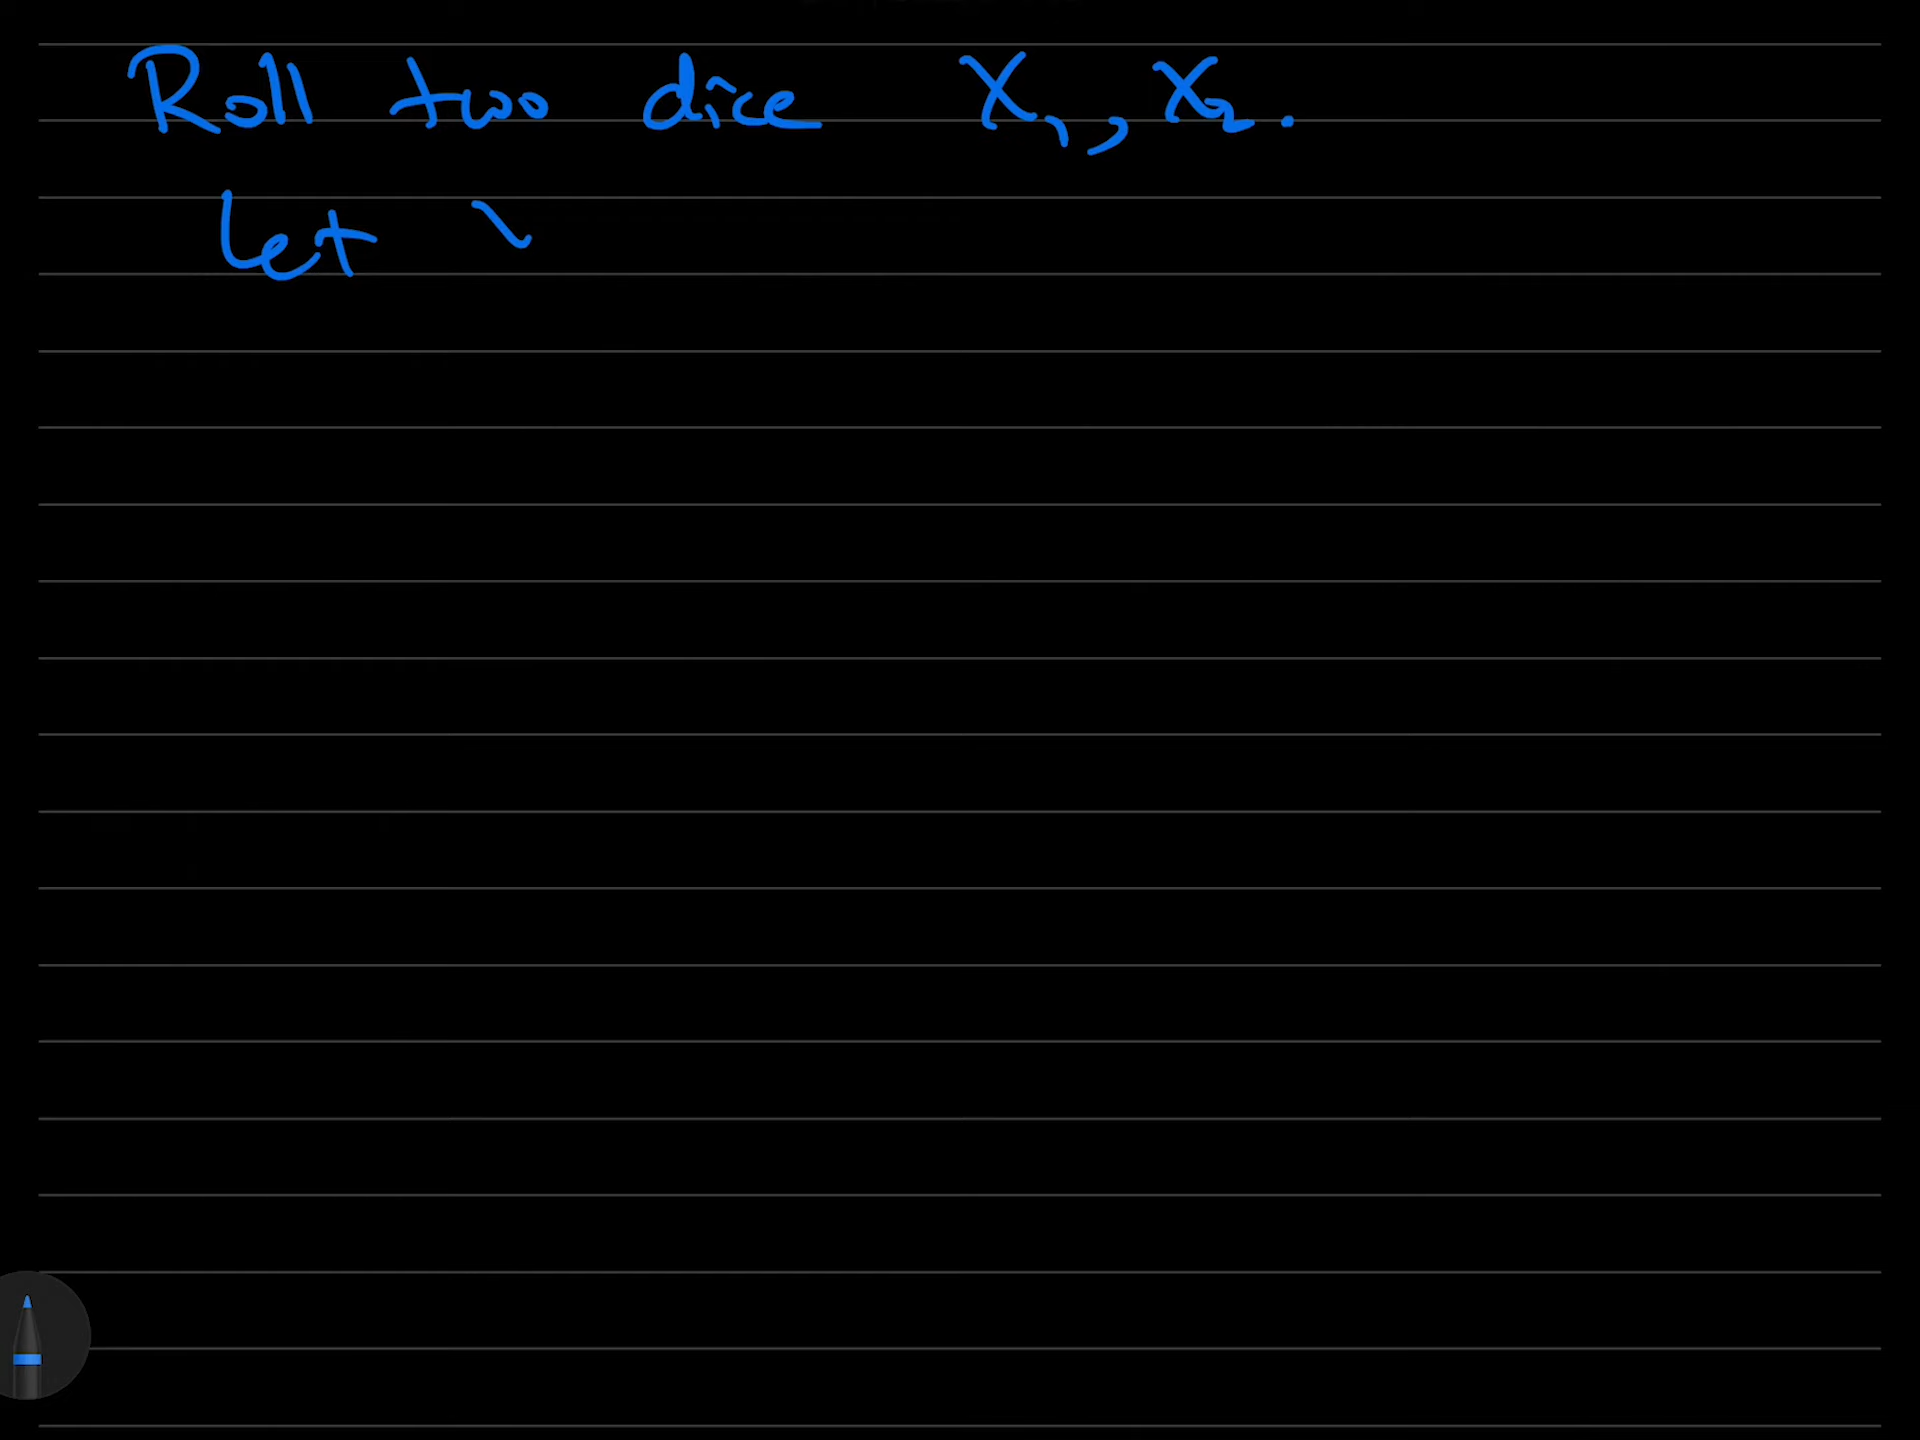 Roll two dice X₁, X₂.
Let